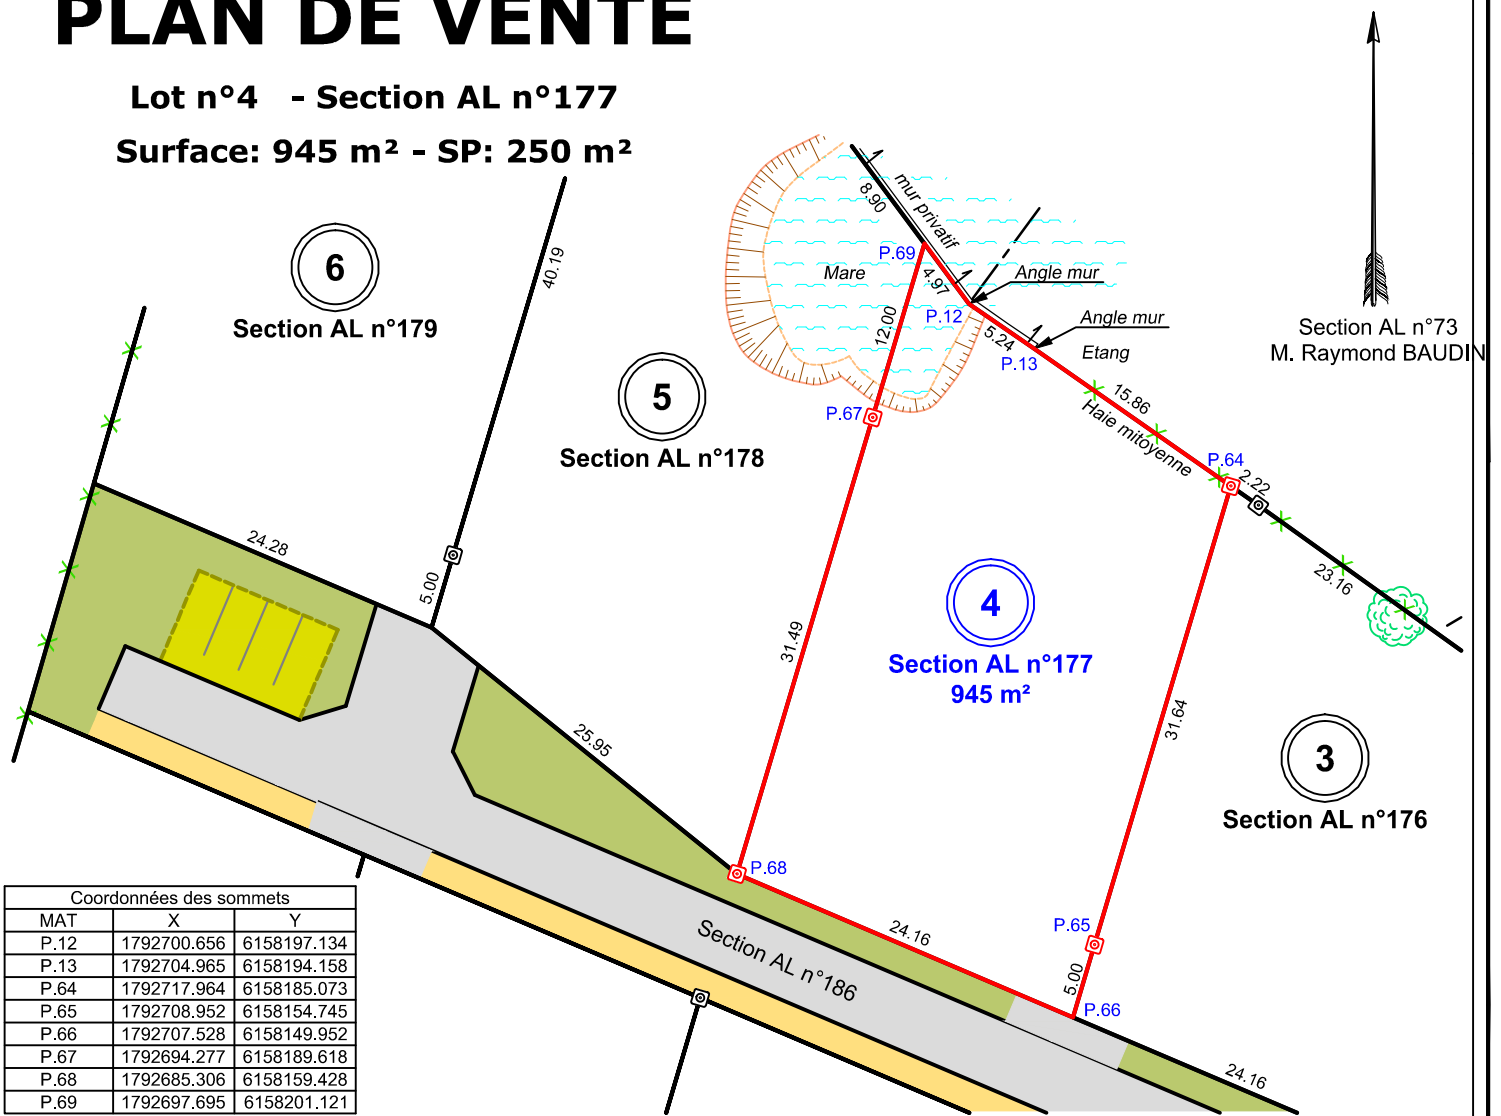 PLAN DE VENTE
Lot n°4 - Section AL n°177
Surface: 945 m² - SP: 250 m²
6
Section AL n°179
40.19
8.90
mur privatif
P.69
Mare
4.97
Angle mur
P.12
12.00
5.24
Angle mur
P.13
Etang
Section AL n°73
M. Raymond BAUDIN
5
Section AL n°178
P.67
15.86
Haie mitoyenne
P.64
2.22
24.28
5.00
23.16
31.49
4
Section AL n°177
945 m²
31.64
25.95
3
Section AL n°176
P.68
24.16
P.65
5.00
P.66
Section AL n°186
24.16
Coordonnées des sommets
MAT X Y
P.12 1792700.656 6158197.134
P.13 1792704.965 6158194.158
P.64 1792717.964 6158185.073
P.65 1792708.952 6158154.745
P.66 1792707.528 6158149.952
P.67 1792694.277 6158189.618
P.68 1792685.306 6158159.428
P.69 1792697.695 6158201.121